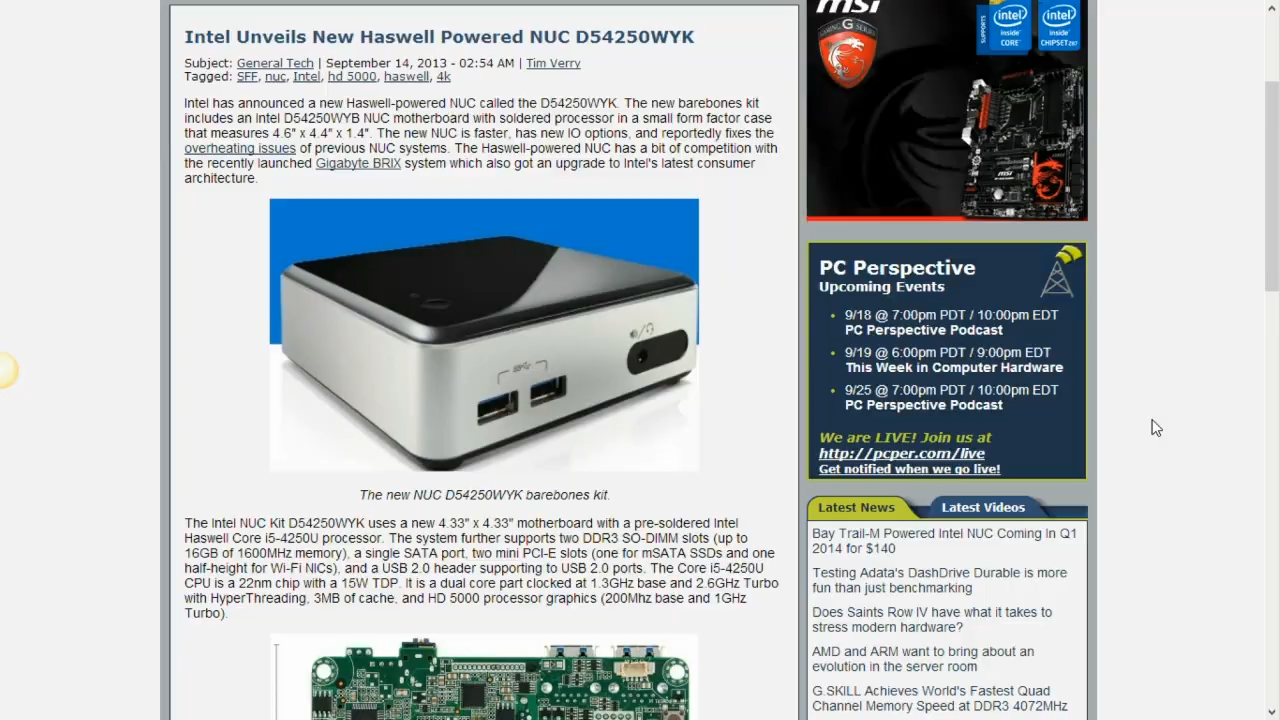 Intel Unveils New Haswell Powered NUC D54250WYK
Subject: General Tech | September 14, 2013 - 02:54 AM | Tim Verry
Tagged: SFF, nuc, Intel, hd 5000, haswell, 4k
Intel has announced a new Haswell-powered NUC called the D54250WYK. The new barebones kit
includes an Intel D54250WYB NUC motherboard with soldered processor in a small form factor case
that measures 4.6" x 4.4" x 1.4". The new NUC is faster, has new IO options, and reportedly fixes the
overheating issues of previous NUC systems. The Haswell-powered NUC has a bit of competition with
the recently launched Gigabyte BRIX system which also got an upgrade to Intel's latest consumer
architecture.
The new NUC D54250WYK barebones kit.
The Intel NUC Kit D54250WYK uses a new 4.33" x 4.33" motherboard with a pre-soldered Intel
Haswell Core i5-4250U processor. The system further supports two DDR3 SO-DIMM slots (up to
16GB of 1600MHz memory), a single SATA port, two mini PCI-E slots (one for mSATA SSDs and one
half-height for Wi-Fi NICs), and a USB 2.0 header supporting to USB 2.0 ports. The Core i5-4250U
CPU is a 22nm chip with a 15W TDP. It is a dual core part clocked at 1.3GHz base and 2.6GHz Turbo
with HyperThreading, 3MB of cache, and HD 5000 processor graphics (200Mhz base and 1GHz
Turbo).
msi
GAMING G SERIES
SUPPORTS
intel
inside
CORE
intel
inside
CHIPSET Z87
msi
PC Perspective
Upcoming Events
9/18 @ 7:00pm PDT / 10:00pm EDT
PC Perspective Podcast
9/19 @ 6:00pm PDT / 9:00pm EDT
This Week in Computer Hardware
9/25 @ 7:00pm PDT / 10:00pm EDT
PC Perspective Podcast
We are LIVE! Join us at
http://pcper.com/live
Get notified when we go live!
Latest News
Latest Videos
Bay Trail-M Powered Intel NUC Coming In Q1
2014 for $140
Testing Adata's DashDrive Durable is more
fun than just benchmarking
Does Saints Row IV have what it takes to
stress modern hardware?
AMD and ARM want to bring about an
evolution in the server room
G.SKILL Achieves World's Fastest Quad
Channel Memory Speed at DDR3 4072MHz